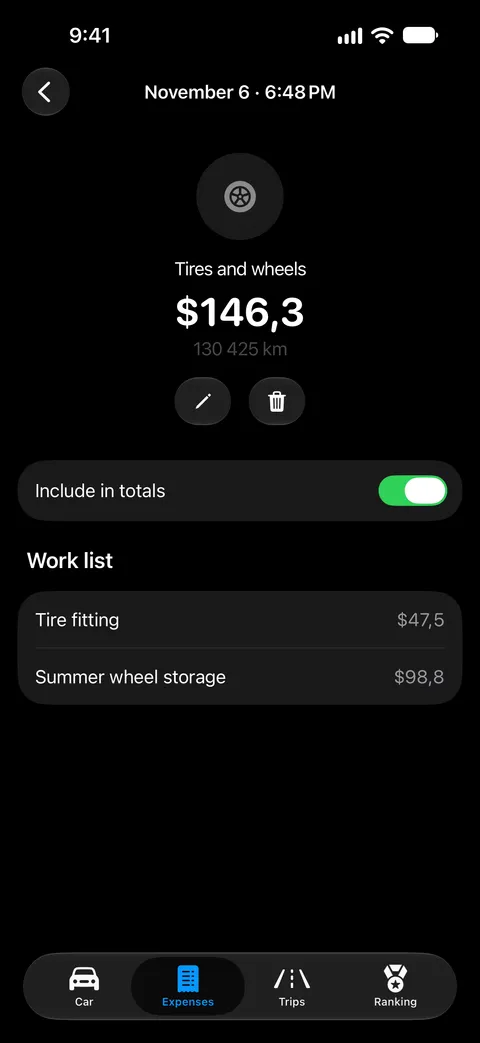 9:41
November 6 · 6:48 PM
Tires and wheels
$146,3
130 425 km
Include in totals
Work list
Tire fitting $47,5
Summer wheel storage $98,8
Car Expenses Trips Ranking